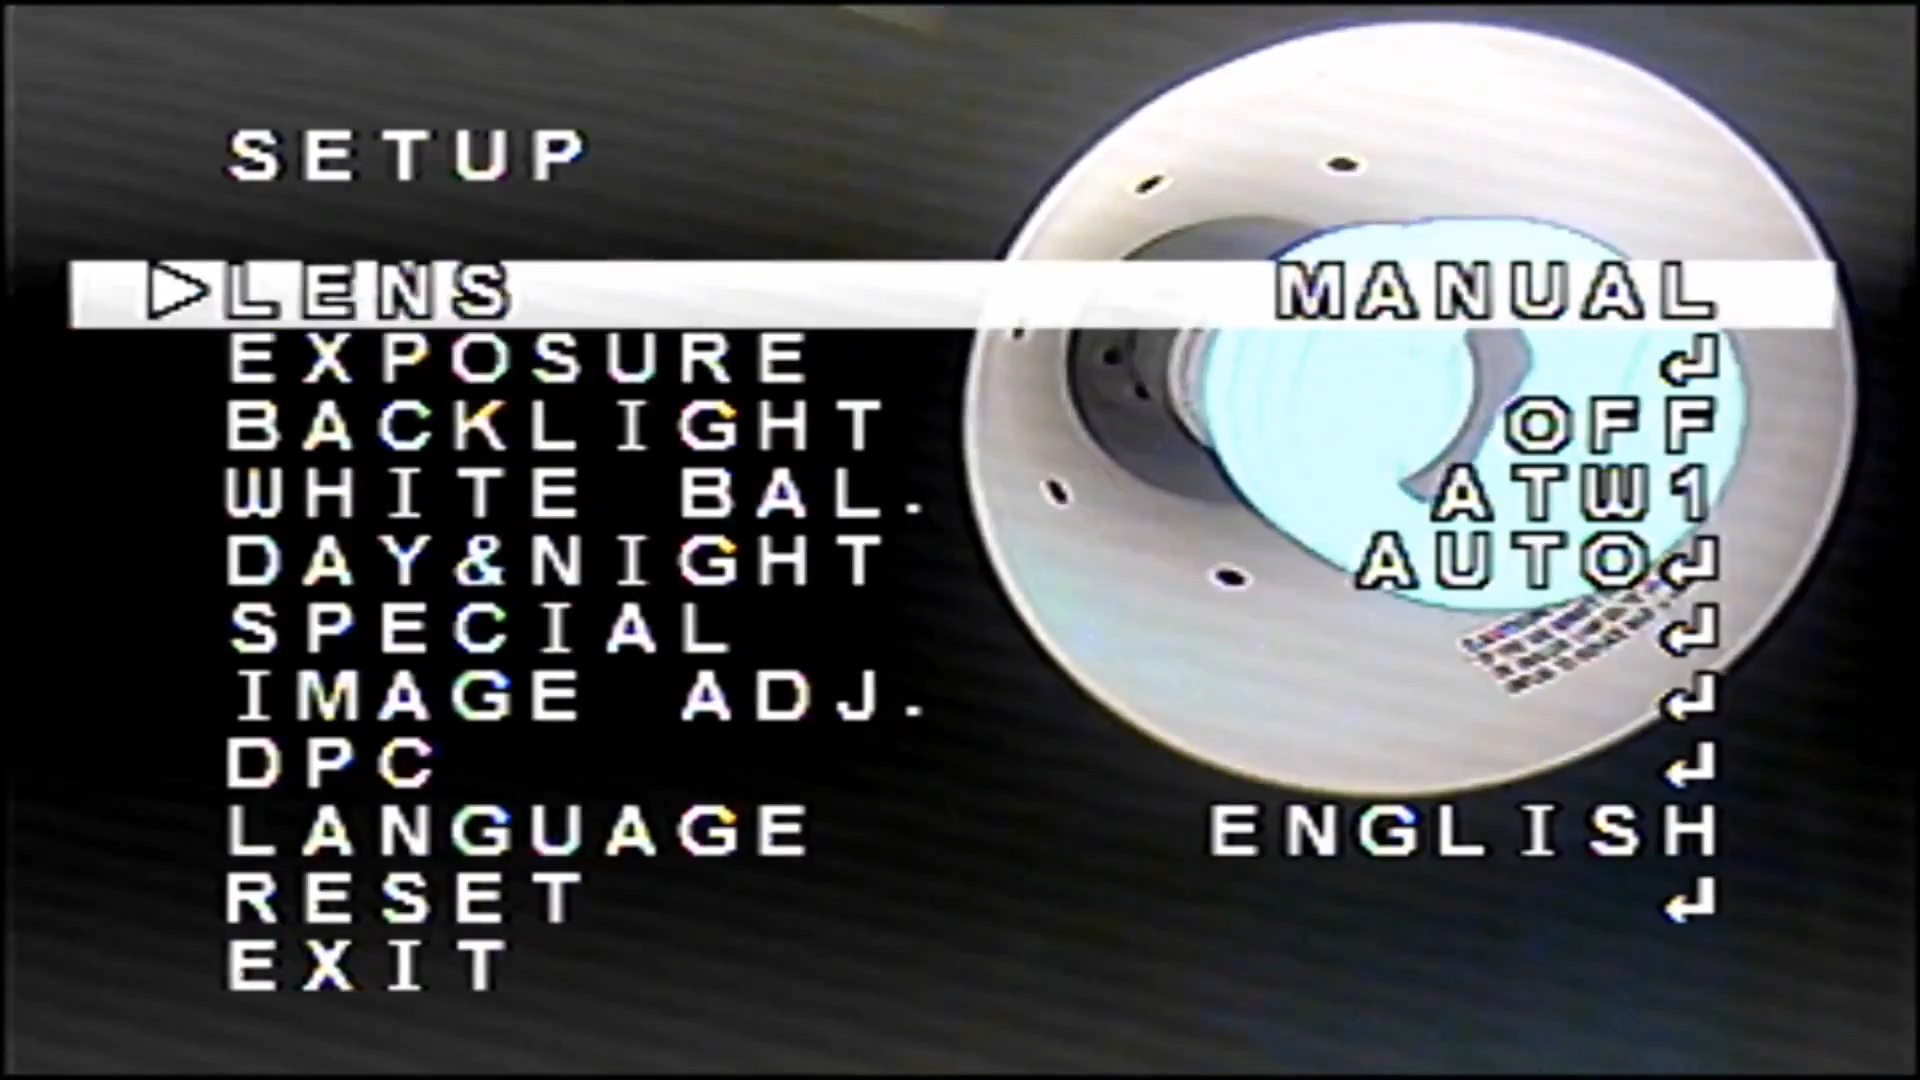 SETUP
▷LENS MANUAL
EXPOSURE ↵
BACKLIGHT OFF
WHITE BAL. ATW1
DAY&NIGHT AUTO↵
SPECIAL ↵
IMAGE ADJ. ↵
DPC ↵
LANGUAGE ENGLISH
RESET ↵
EXIT